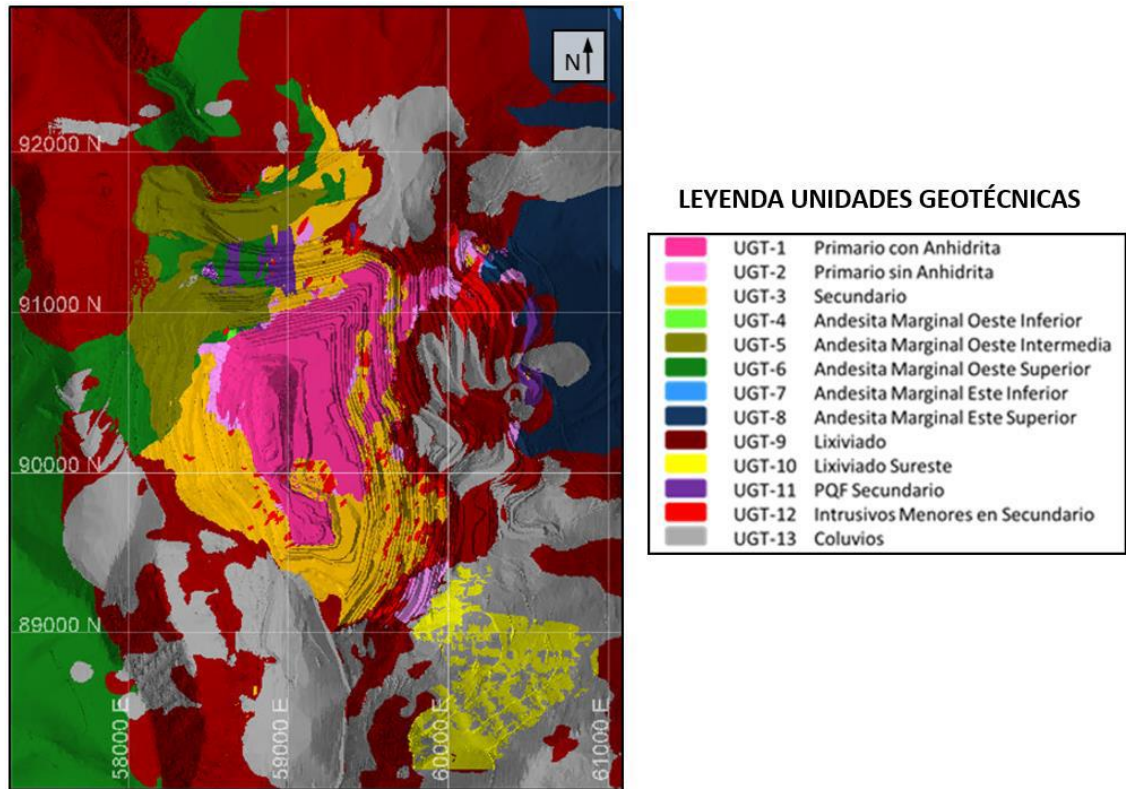 N
92000 N
91000 N
90000 N
89000 N
58000 E
59000 E
60000 E
61000 E
LEYENDA UNIDADES GEOTÉCNICAS
UGT-1 Primario con Anhidrita
UGT-2 Primario sin Anhidrita
UGT-3 Secundario
UGT-4 Andesita Marginal Oeste Inferior
UGT-5 Andesita Marginal Oeste Intermedia
UGT-6 Andesita Marginal Oeste Superior
UGT-7 Andesita Marginal Este Inferior
UGT-8 Andesita Marginal Este Superior
UGT-9 Lixiviado
UGT-10 Lixiviado Sureste
UGT-11 PQF Secundario
UGT-12 Intrusivos Menores en Secundario
UGT-13 Coluvios